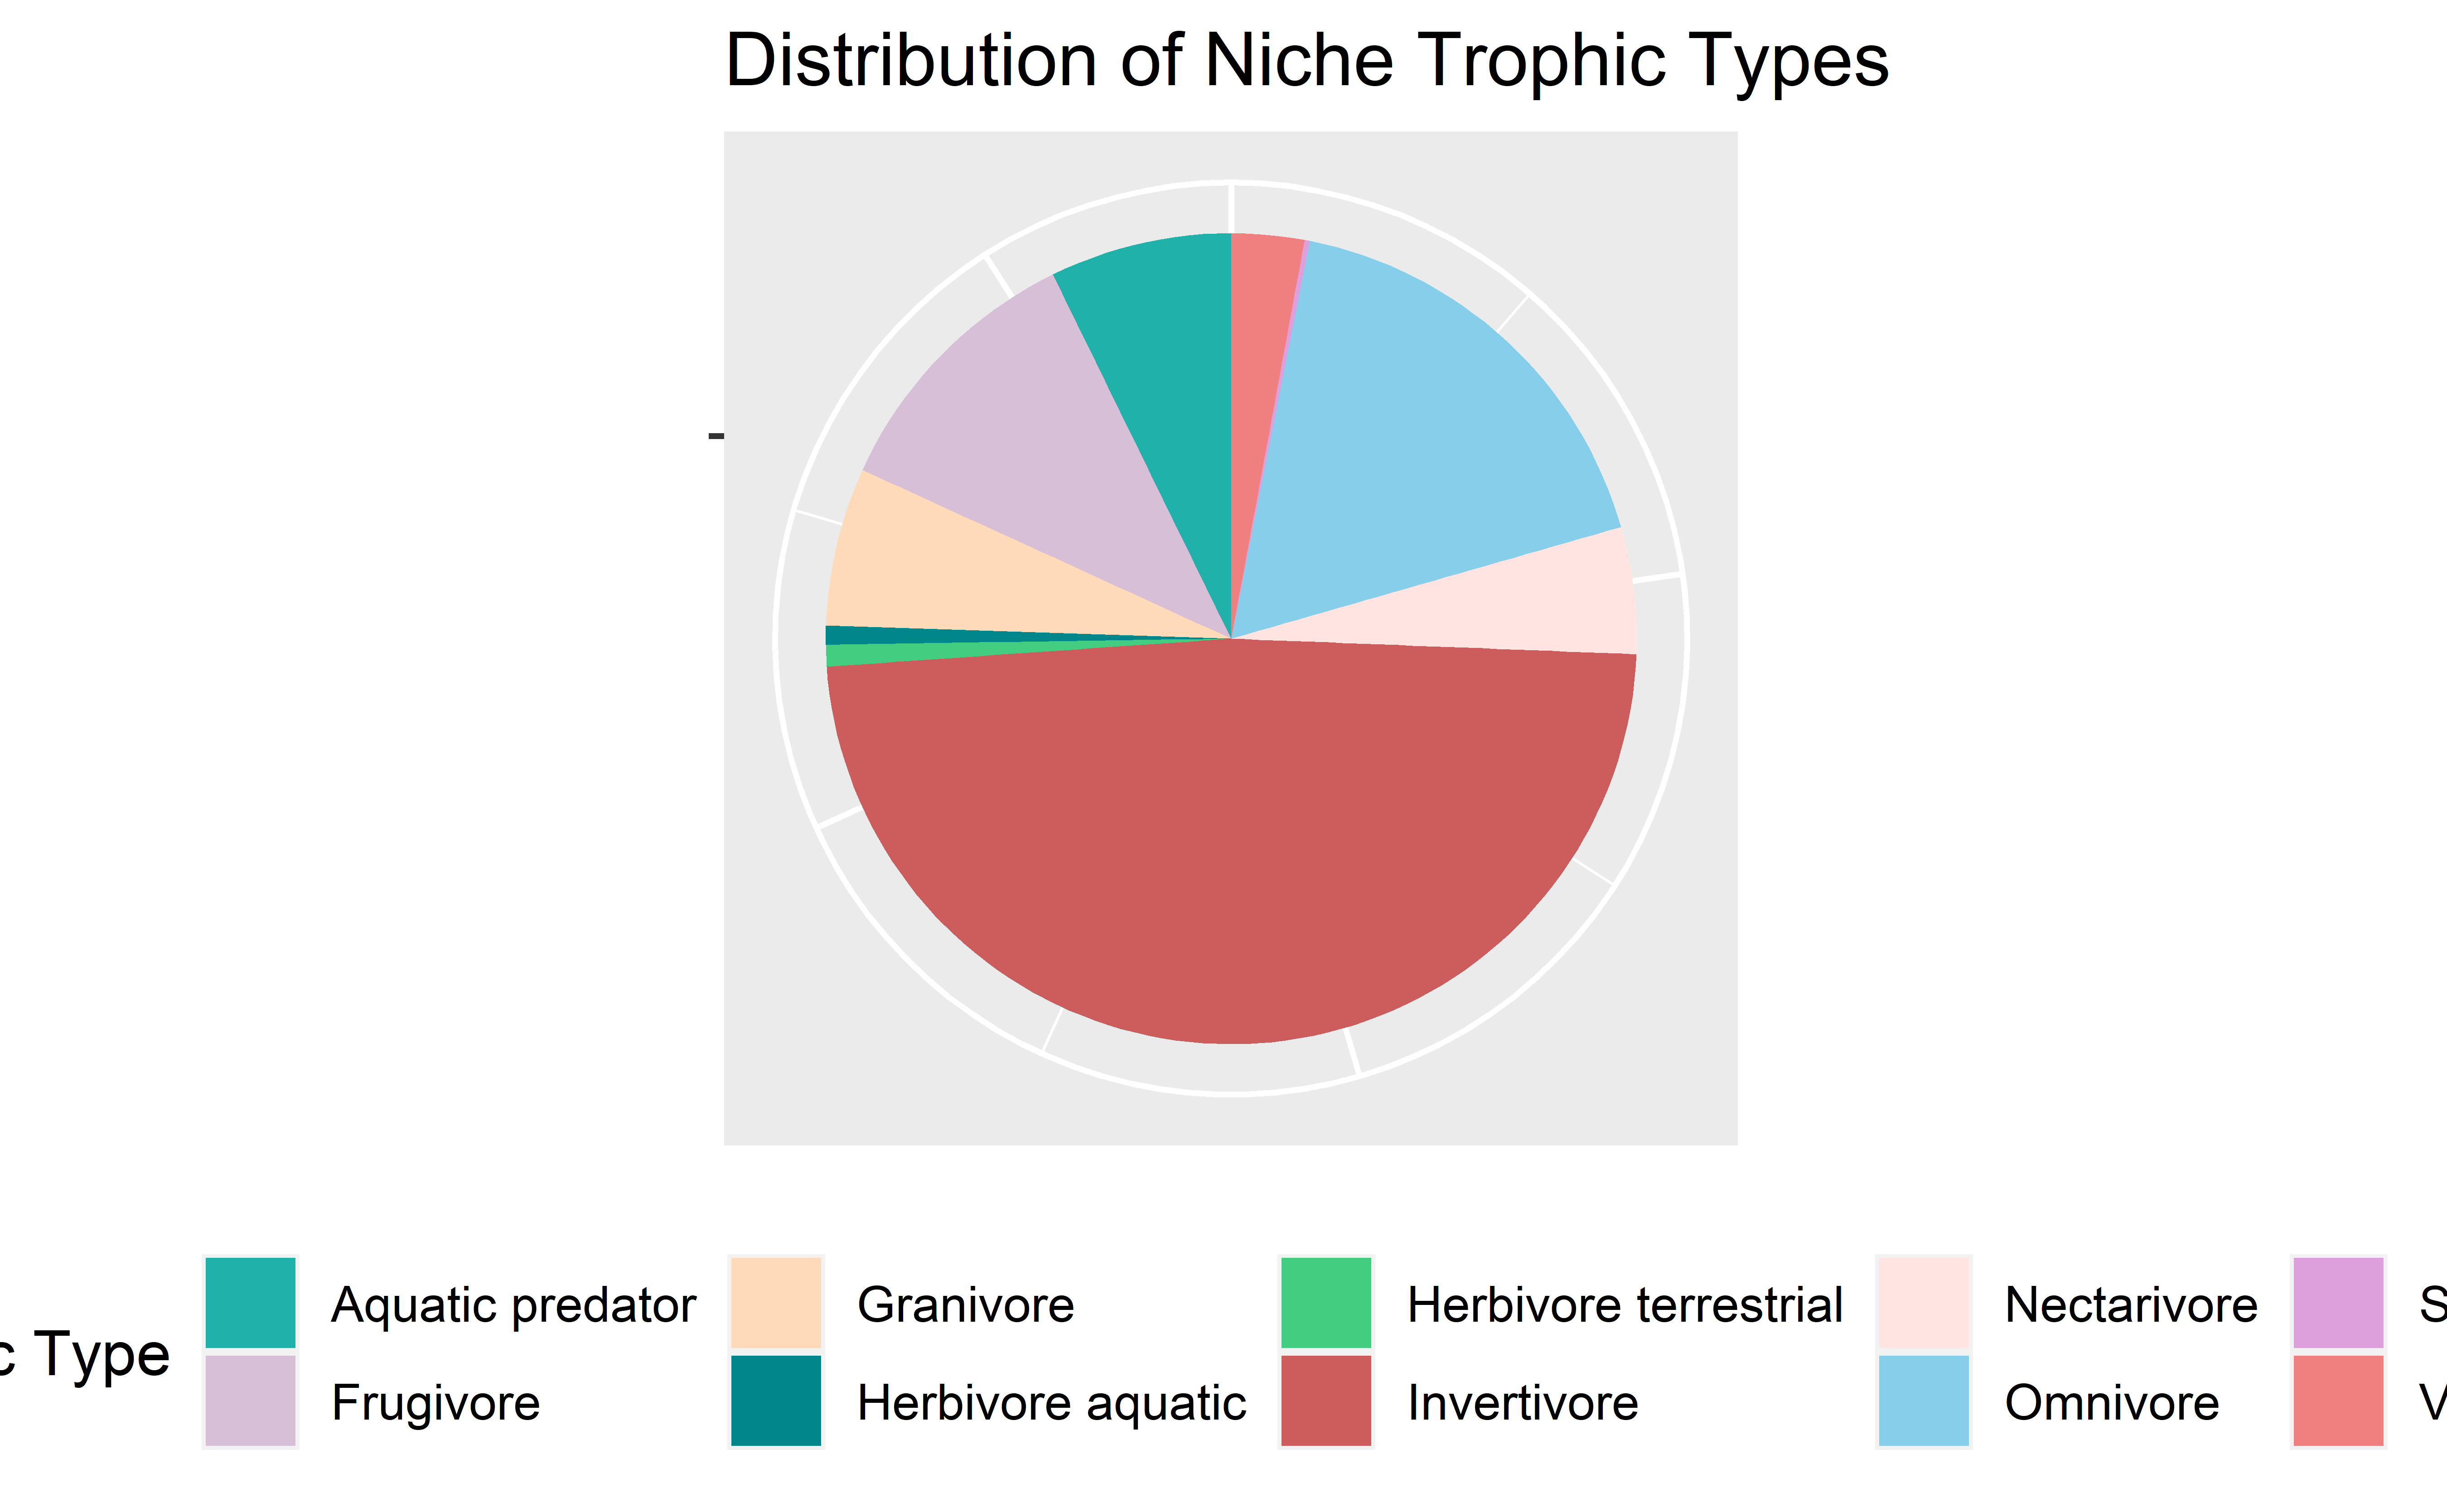 Distribution of Niche Trophic Types
Aquatic predator Granivore Herbivore terrestrial Nectarivore S
c Type
Frugivore Herbivore aquatic Invertivore Omnivore V